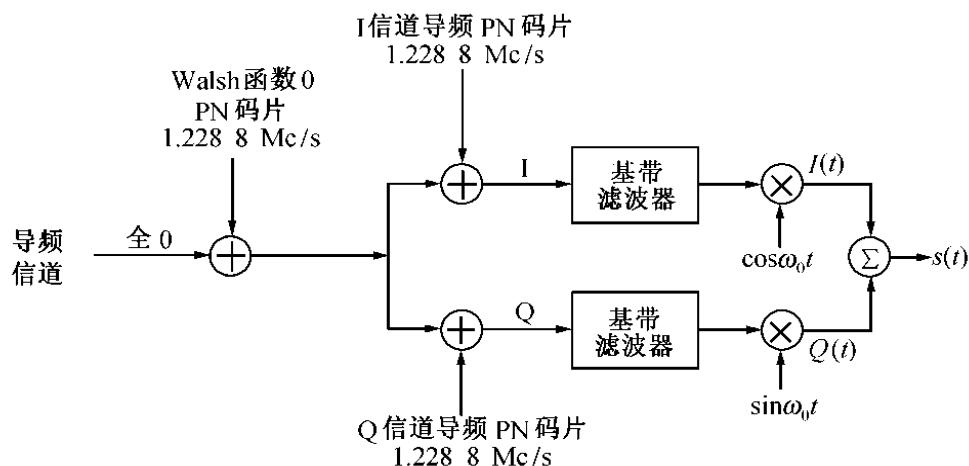 I信道导频 PN 码片
1.228 8 Mc/s
Walsh函数0
PN 码片
1.228 8 Mc/s
I
基带
滤波器
I(t)
cosω₀t
导频
信道
全 0
Σ
s(t)
Q
基带
滤波器
Q(t)
sinω₀t
Q信道导频 PN 码片
1.228 8 Mc/s